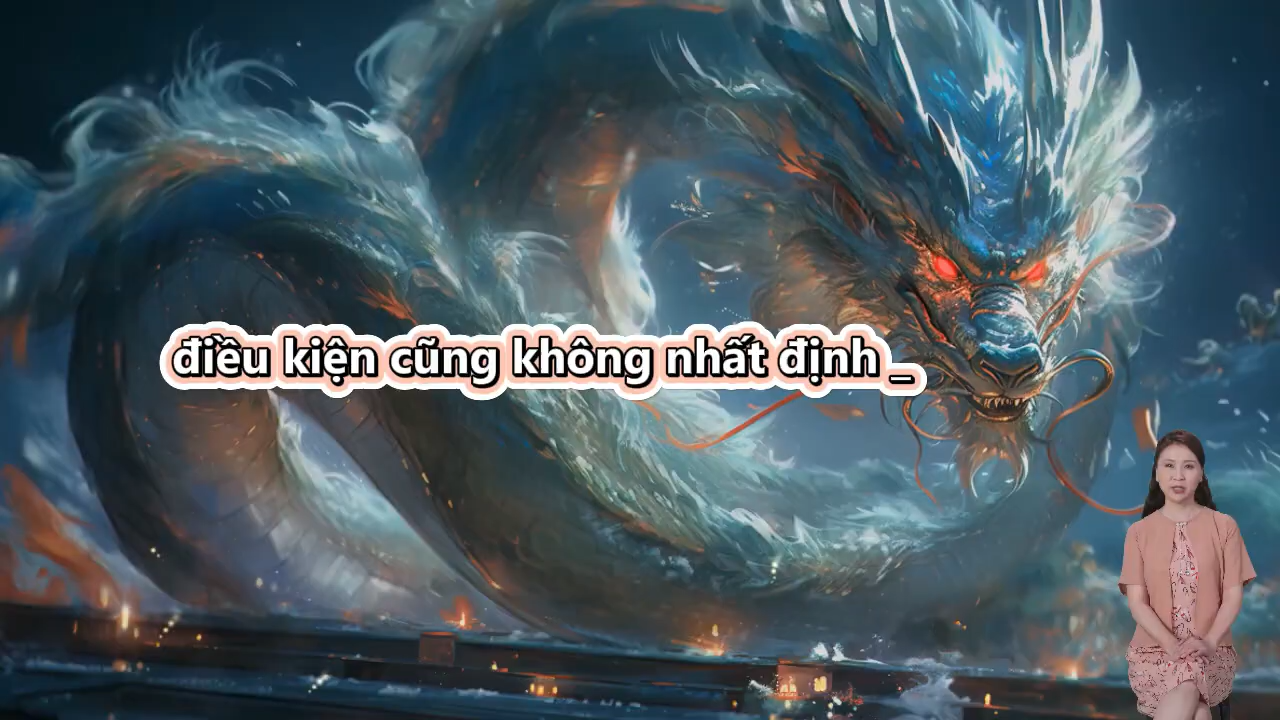 điều kiện cũng không nhất định _